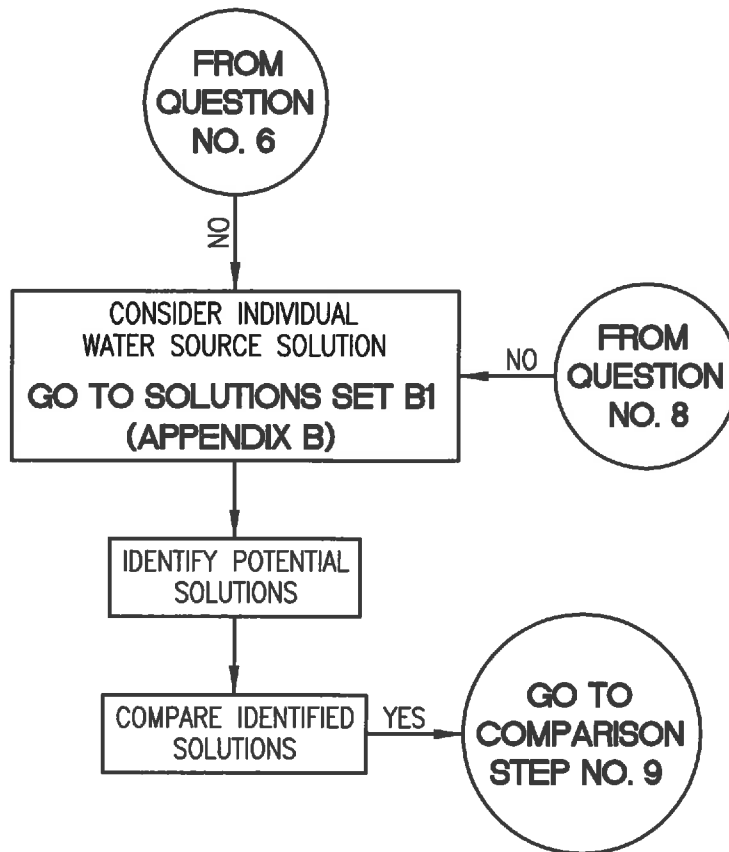 FROM
QUESTION
NO. 6
NO
CONSIDER INDIVIDUAL
WATER SOURCE SOLUTION
GO TO SOLUTIONS SET B1
(APPENDIX B)
NO
FROM
QUESTION
NO. 8
IDENTIFY POTENTIAL
SOLUTIONS
COMPARE IDENTIFIED
SOLUTIONS
YES
GO TO
COMPARISON
STEP NO. 9